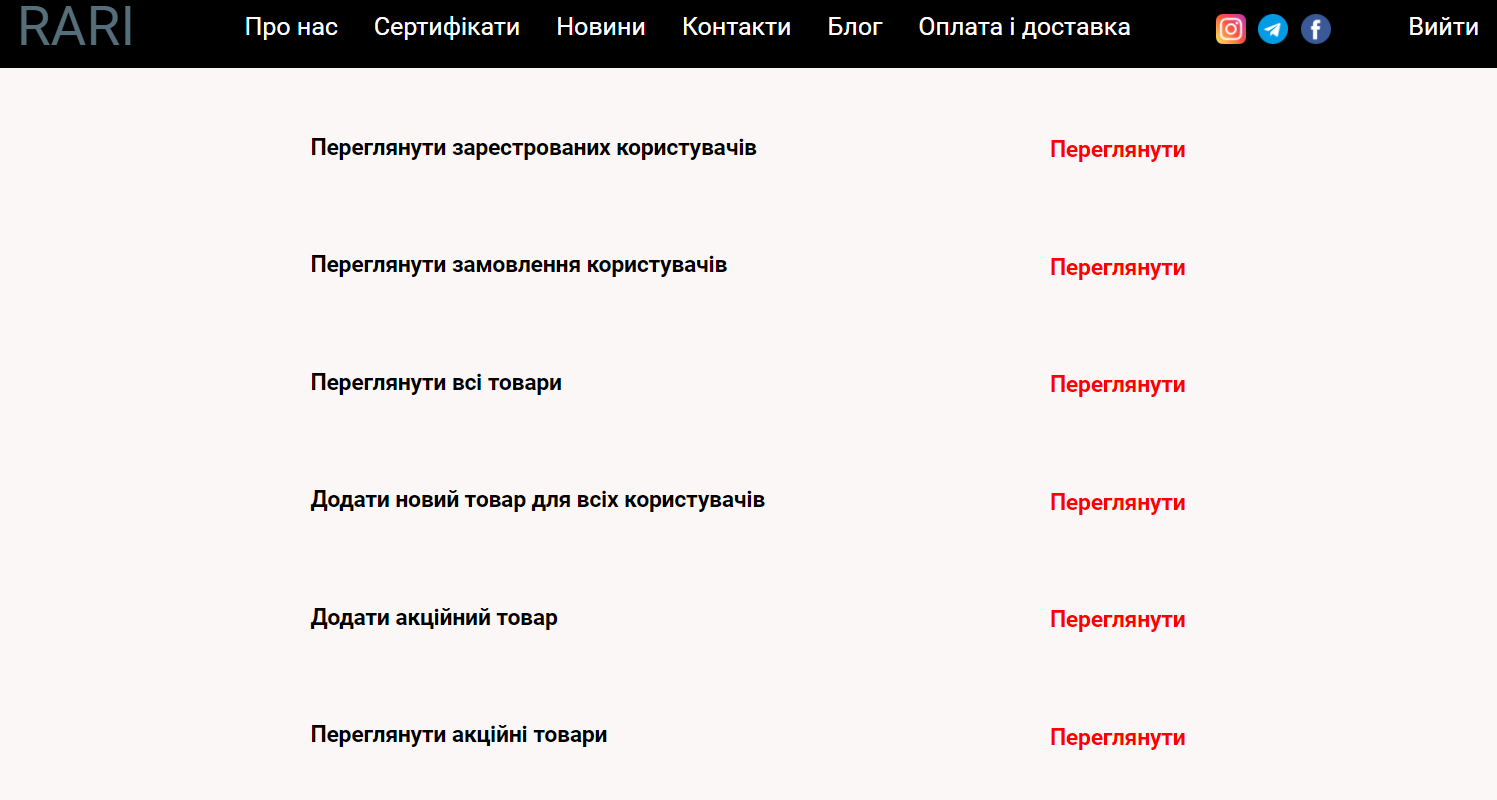 RARI Про нас Сертифікати Новини Контакти Блог Оплата і доставка Вийти
Переглянути зарестрованих користувачів Переглянути
Переглянути замовлення користувачів Переглянути
Переглянути всі товари Переглянути
Додати новий товар для всіх користувачів Переглянути
Додати акційний товар Переглянути
Переглянути акційні товари Переглянути